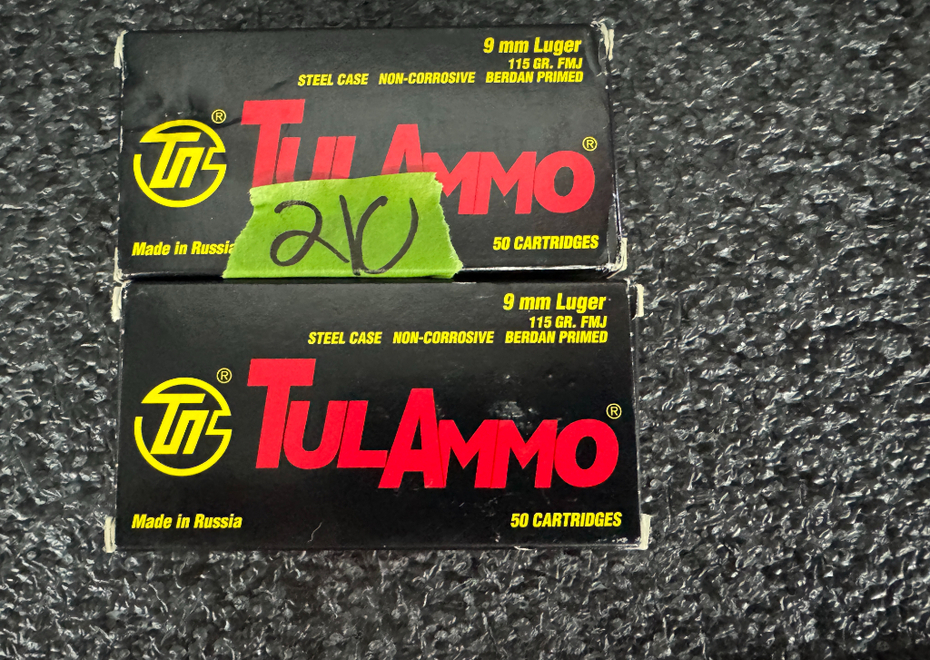 9 mm Luger
115 GR. FMJ
STEEL CASE NON-CORROSIVE BERDAN PRIMED
®
TULAMMO®
210
Made in Russia
50 CARTRIDGES
9 mm Luger
115 GR. FMJ
STEEL CASE NON-CORROSIVE BERDAN PRIMED
®
TULAMMO®
Made in Russia
50 CARTRIDGES